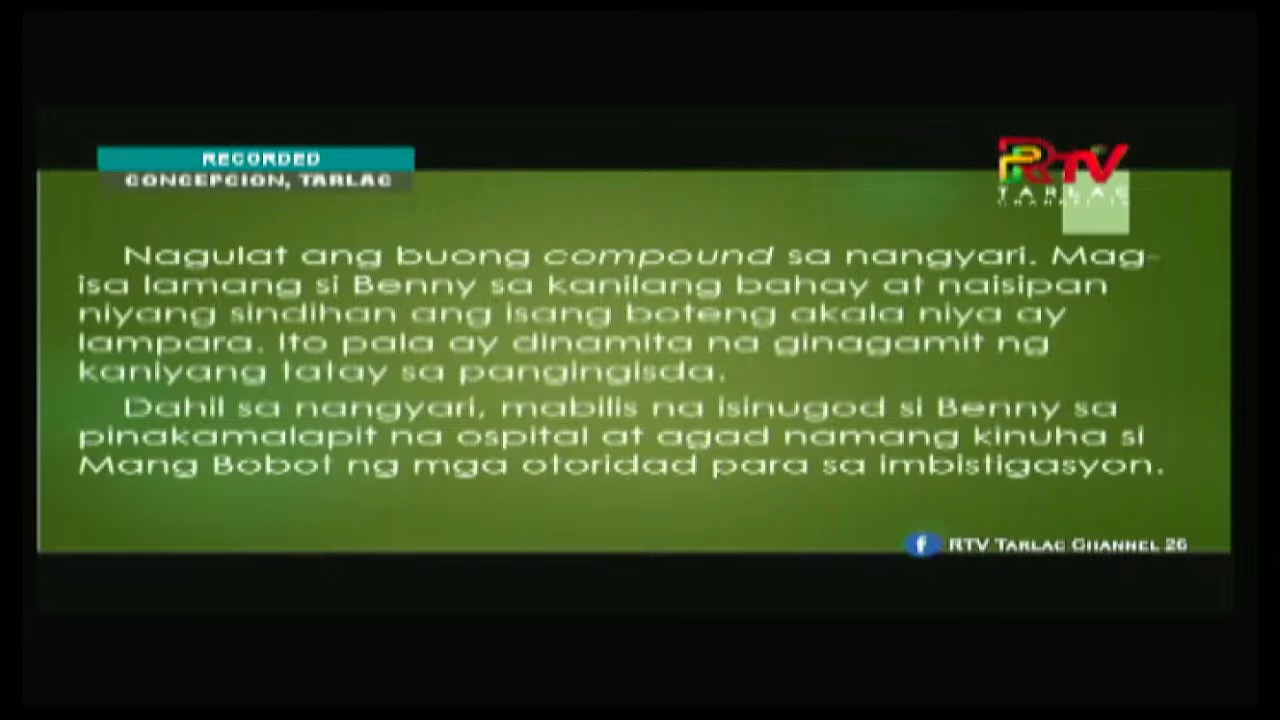 RECORDED
CONCEPCION, TARLAC
RTV
TARLAC
Nagulat ang buong compound sa nangyari. Mag-
isa lamang si Benny sa kanilang bahay at naisipan
niyang sindihan ang isang boteng akala niya ay
lampara. Ito pala ay dinamita na ginagamit ng
kaniyang tatay sa pangingisda.
Dahil sa nangyari, mabilis na isinugod si Benny sa
pinakamalapit na ospital at agad namang kinuha si
Mang Bobot ng mga otoridad para sa imbistigasyon.
f RTV TARLAC CHANNEL 26